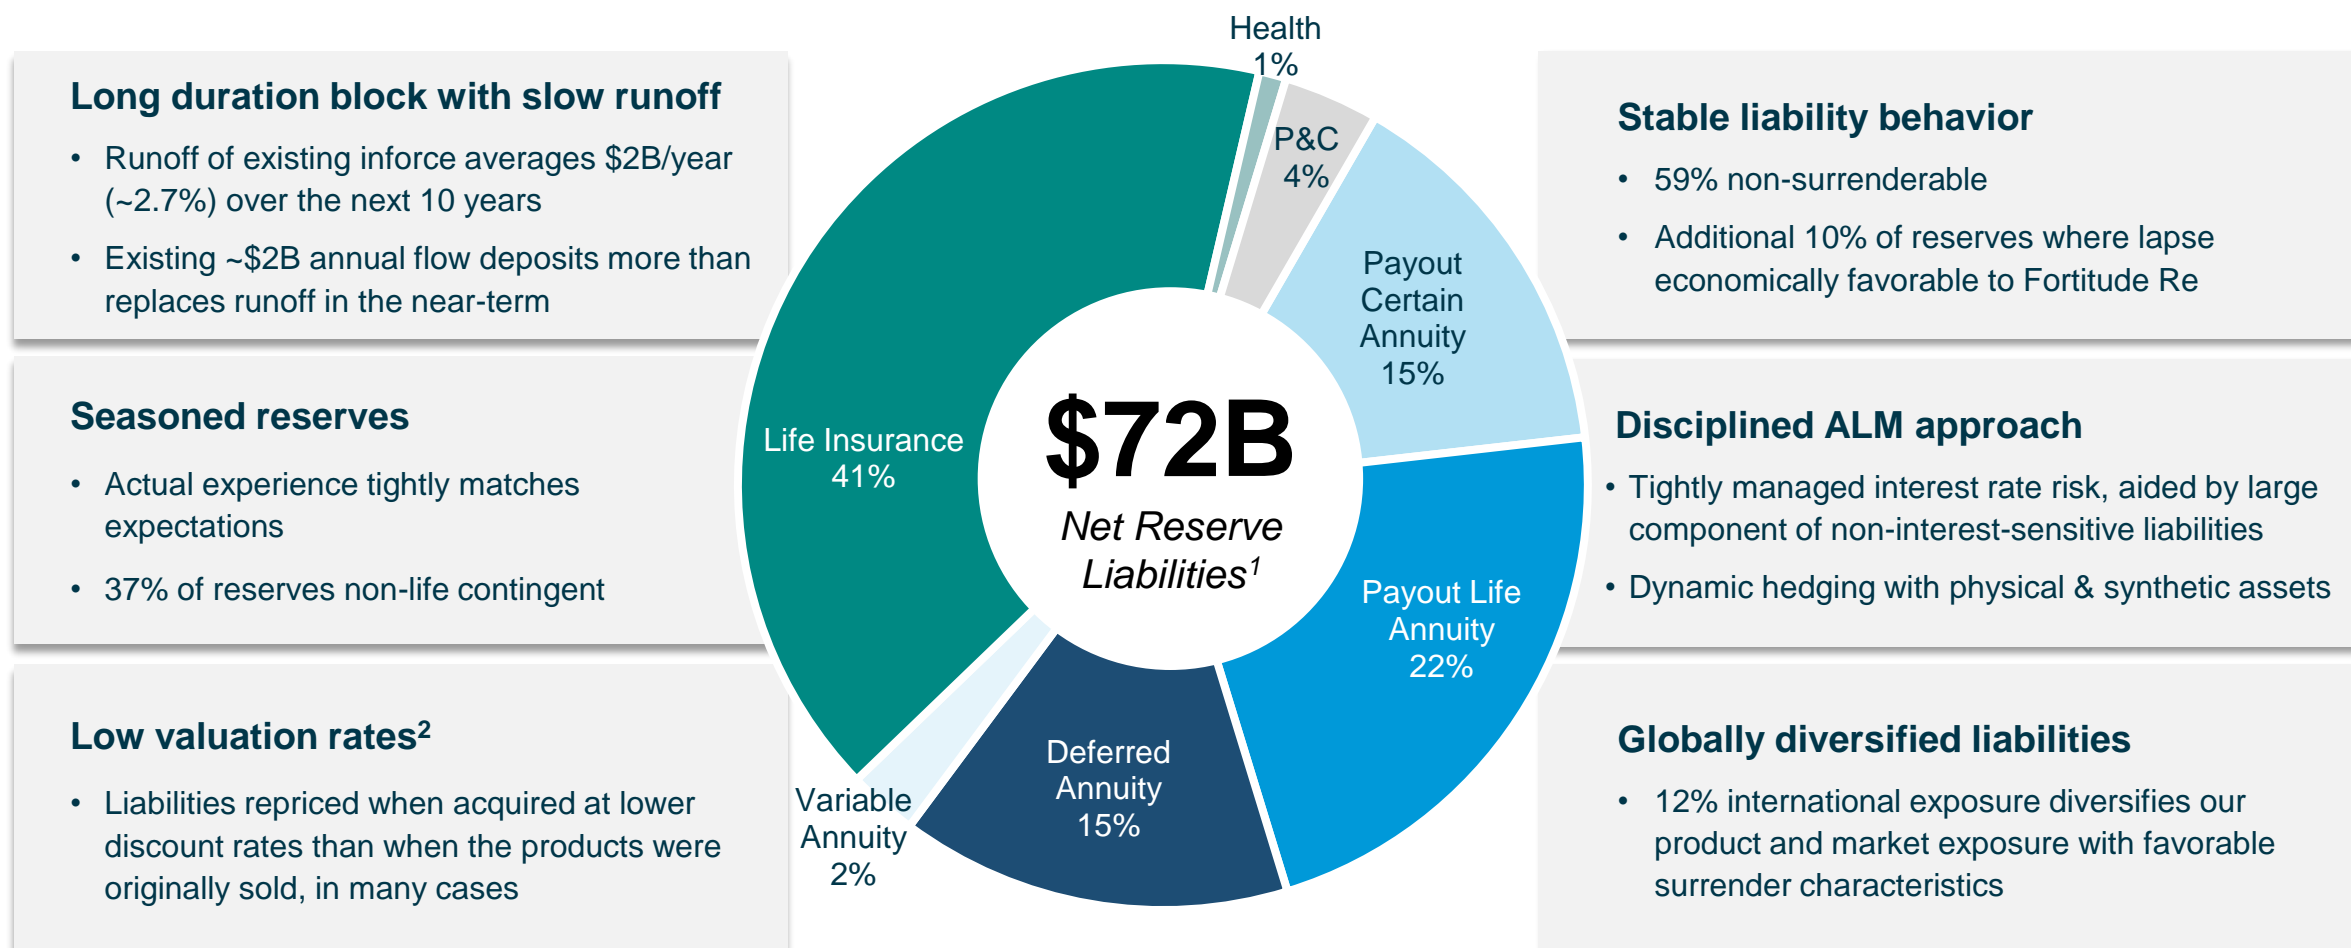 Long duration block with slow runoff
• Runoff of existing inforce averages $2B/year
(~2.7%) over the next 10 years
• Existing ~$2B annual flow deposits more than
replaces runoff in the near-term
Seasoned reserves
• Actual experience tightly matches
expectations
• 37% of reserves non-life contingent
Low valuation rates²
• Liabilities repriced when acquired at lower
discount rates than when the products were
originally sold, in many cases
Health
1%
P&C
4%
Payout
Certain
Annuity
15%
Life Insurance
41%
$72B
Net Reserve
Liabilities¹
Payout Life
Annuity
22%
Deferred
Annuity
15%
Variable
Annuity
2%
Stable liability behavior
• 59% non-surrenderable
• Additional 10% of reserves where lapse
economically favorable to Fortitude Re
Disciplined ALM approach
• Tightly managed interest rate risk, aided by large
component of non-interest-sensitive liabilities
• Dynamic hedging with physical & synthetic assets
Globally diversified liabilities
• 12% international exposure diversifies our
product and market exposure with favorable
surrender characteristics